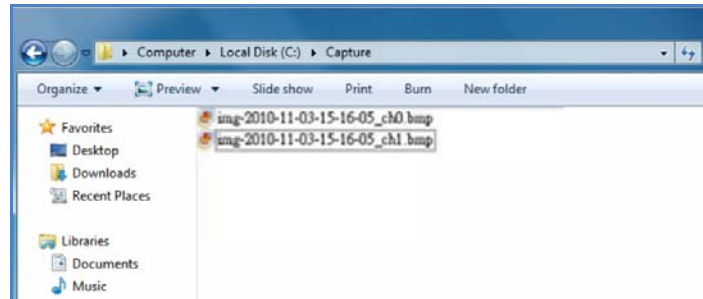 Computer ▸ Local Disk (C:) ▸ Capture
Organize Preview Slide show Print Burn New folder
Favorites
Desktop
Downloads
Recent Places
Libraries
Documents
Music
img-2010-11-03-15-16-05_ch0.bmp
img-2010-11-03-15-16-05_ch1.bmp